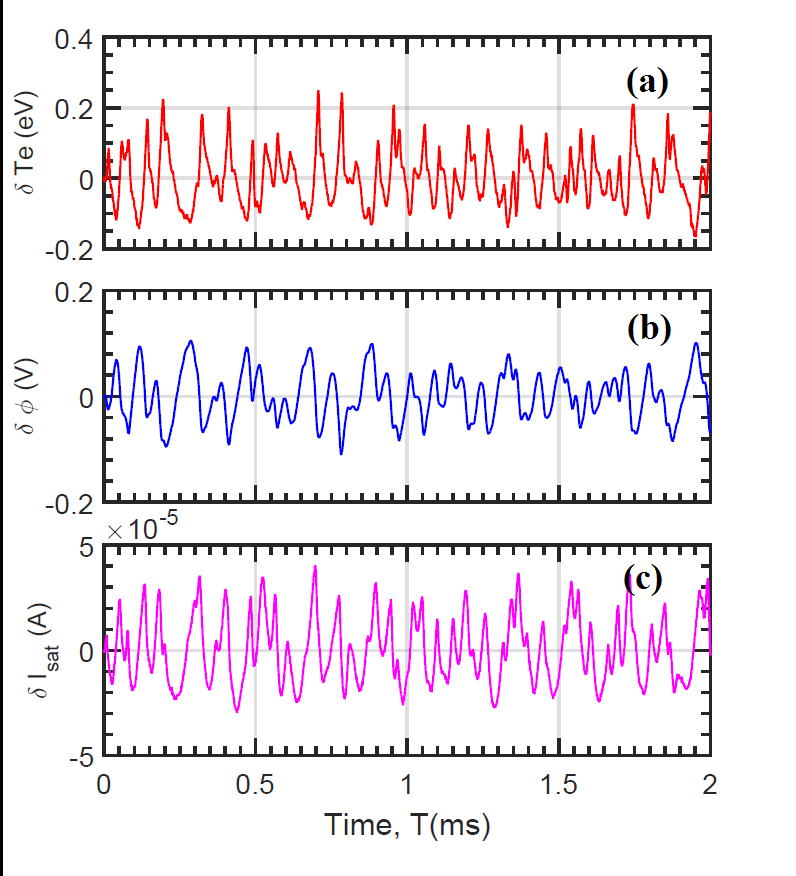 0.4
(a)
0.2
δ Te (eV)
0
-0.2
0.2
(b)
δ ϕ (V)
0
-0.2
×10-5
5
(c)
δ Isat (A)
0
-5
0 0.5 1 1.5 2
Time, T(ms)